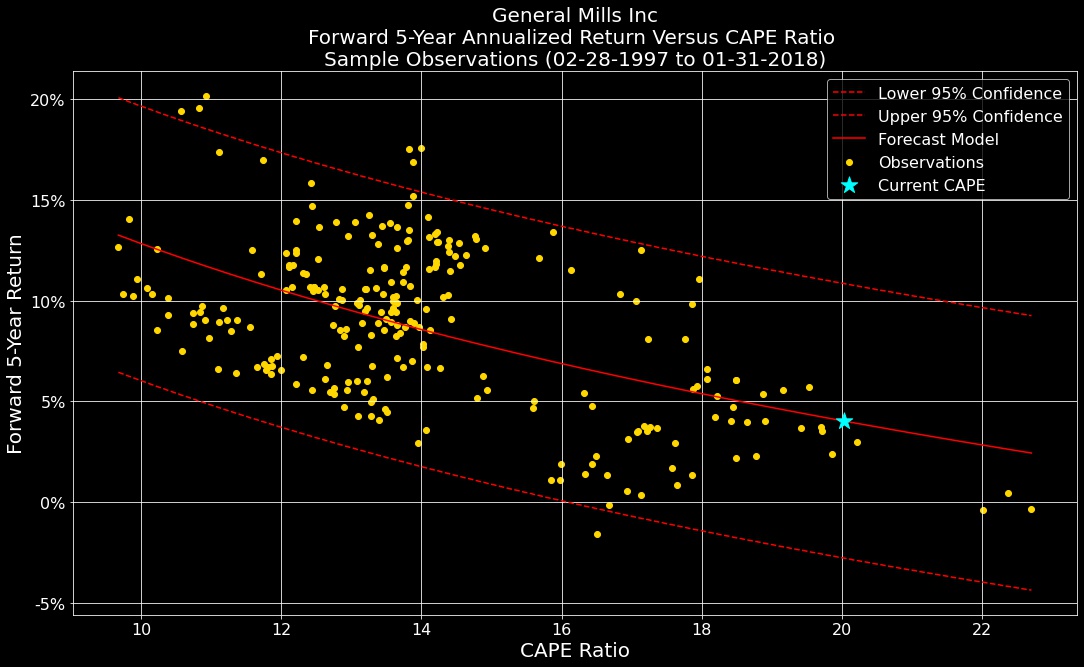 General Mills Inc
Forward 5-Year Annualized Return Versus CAPE Ratio
Sample Observations (02-28-1997 to 01-31-2018)
Lower 95% Confidence
Upper 95% Confidence
Forecast Model
Observations
Current CAPE
Forward 5-Year Return
20%
15%
10%
5%
0%
-5%
10 12 14 16 18 20 22
CAPE Ratio